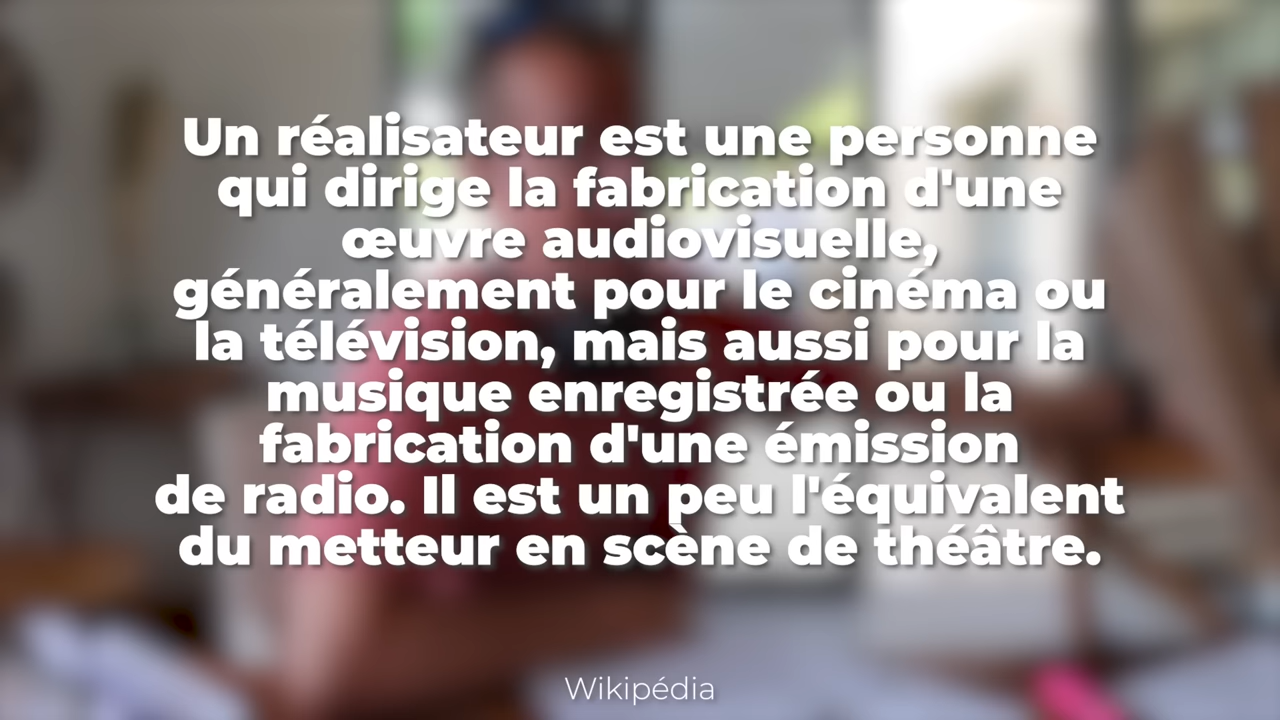 Un réalisateur est une personne
qui dirige la fabrication d'une
œuvre audiovisuelle,
généralement pour le cinéma ou
la télévision, mais aussi pour la
musique enregistrée ou la
fabrication d'une émission
de radio. Il est un peu l'équivalent
du metteur en scène de théâtre.
Wikipédia